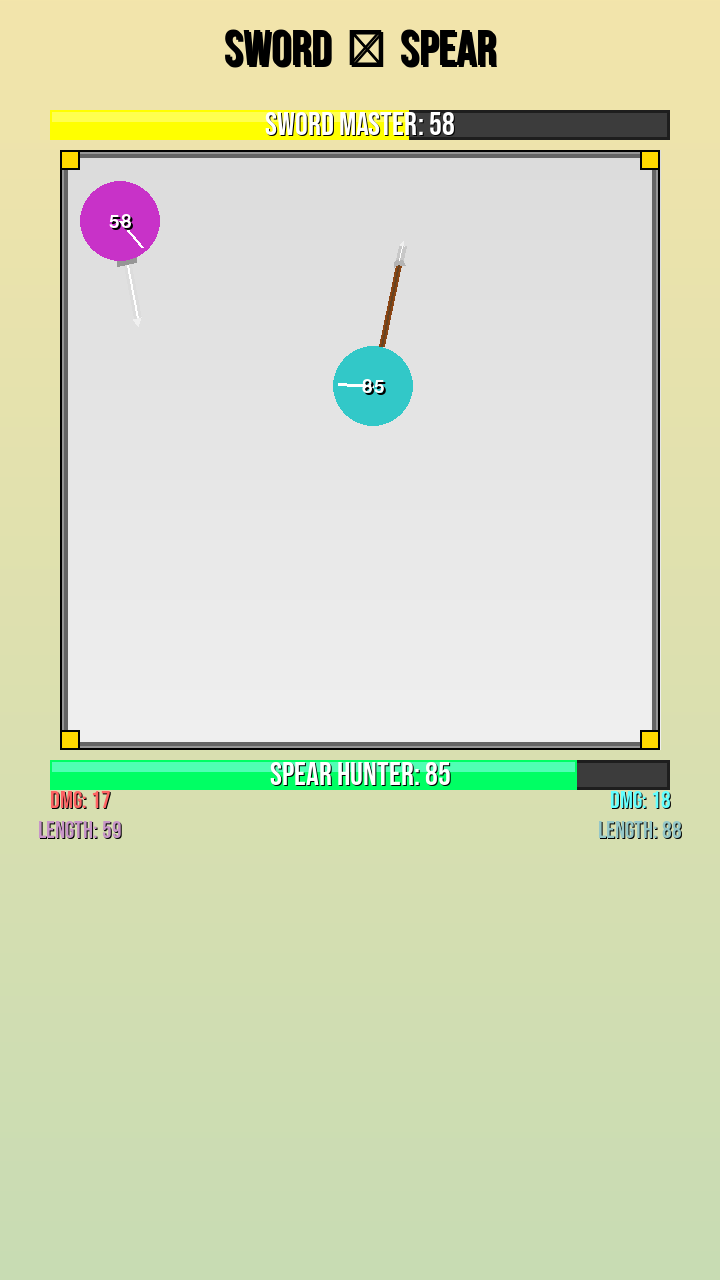 SWORD SPEAR
SWORD MASTER: 58
58
85
SPEAR HUNTER: 85
DMG: 17 DMG: 18
LENGTH: 59 LENGTH: 88